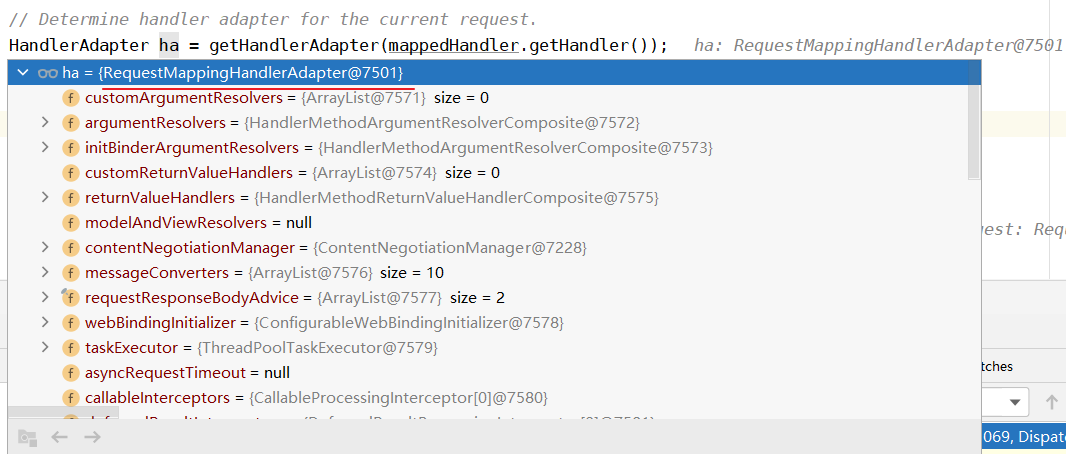 // Determine handler adapter for the current request.
HandlerAdapter ha = getHandlerAdapter(mappedHandler.getHandler()); ha: RequestMappingHandlerAdapter@7501
ha = {RequestMappingHandlerAdapter@7501}
f customArgumentResolvers = {ArrayList@7571} size = 0
f argumentResolvers = {HandlerMethodArgumentResolverComposite@7572}
f initBinderArgumentResolvers = {HandlerMethodArgumentResolverComposite@7573}
f customReturnValueHandlers = {ArrayList@7574} size = 0
f returnValueHandlers = {HandlerMethodReturnValueHandlerComposite@7575}
f modelAndViewResolvers = null
uest: Requ
f contentNegotiationManager = {ContentNegotiationManager@7228}
f messageConverters = {ArrayList@7576} size = 10
f requestResponseBodyAdvice = {ArrayList@7577} size = 2
f webBindingInitializer = {ConfigurableWebBindingInitializer@7578}
f taskExecutor = {ThreadPoolTaskExecutor@7579}
tches
f asyncRequestTimeout = null
f callableInterceptors = {CallableProcessingInterceptor[0]@7580}
069, Dispatc